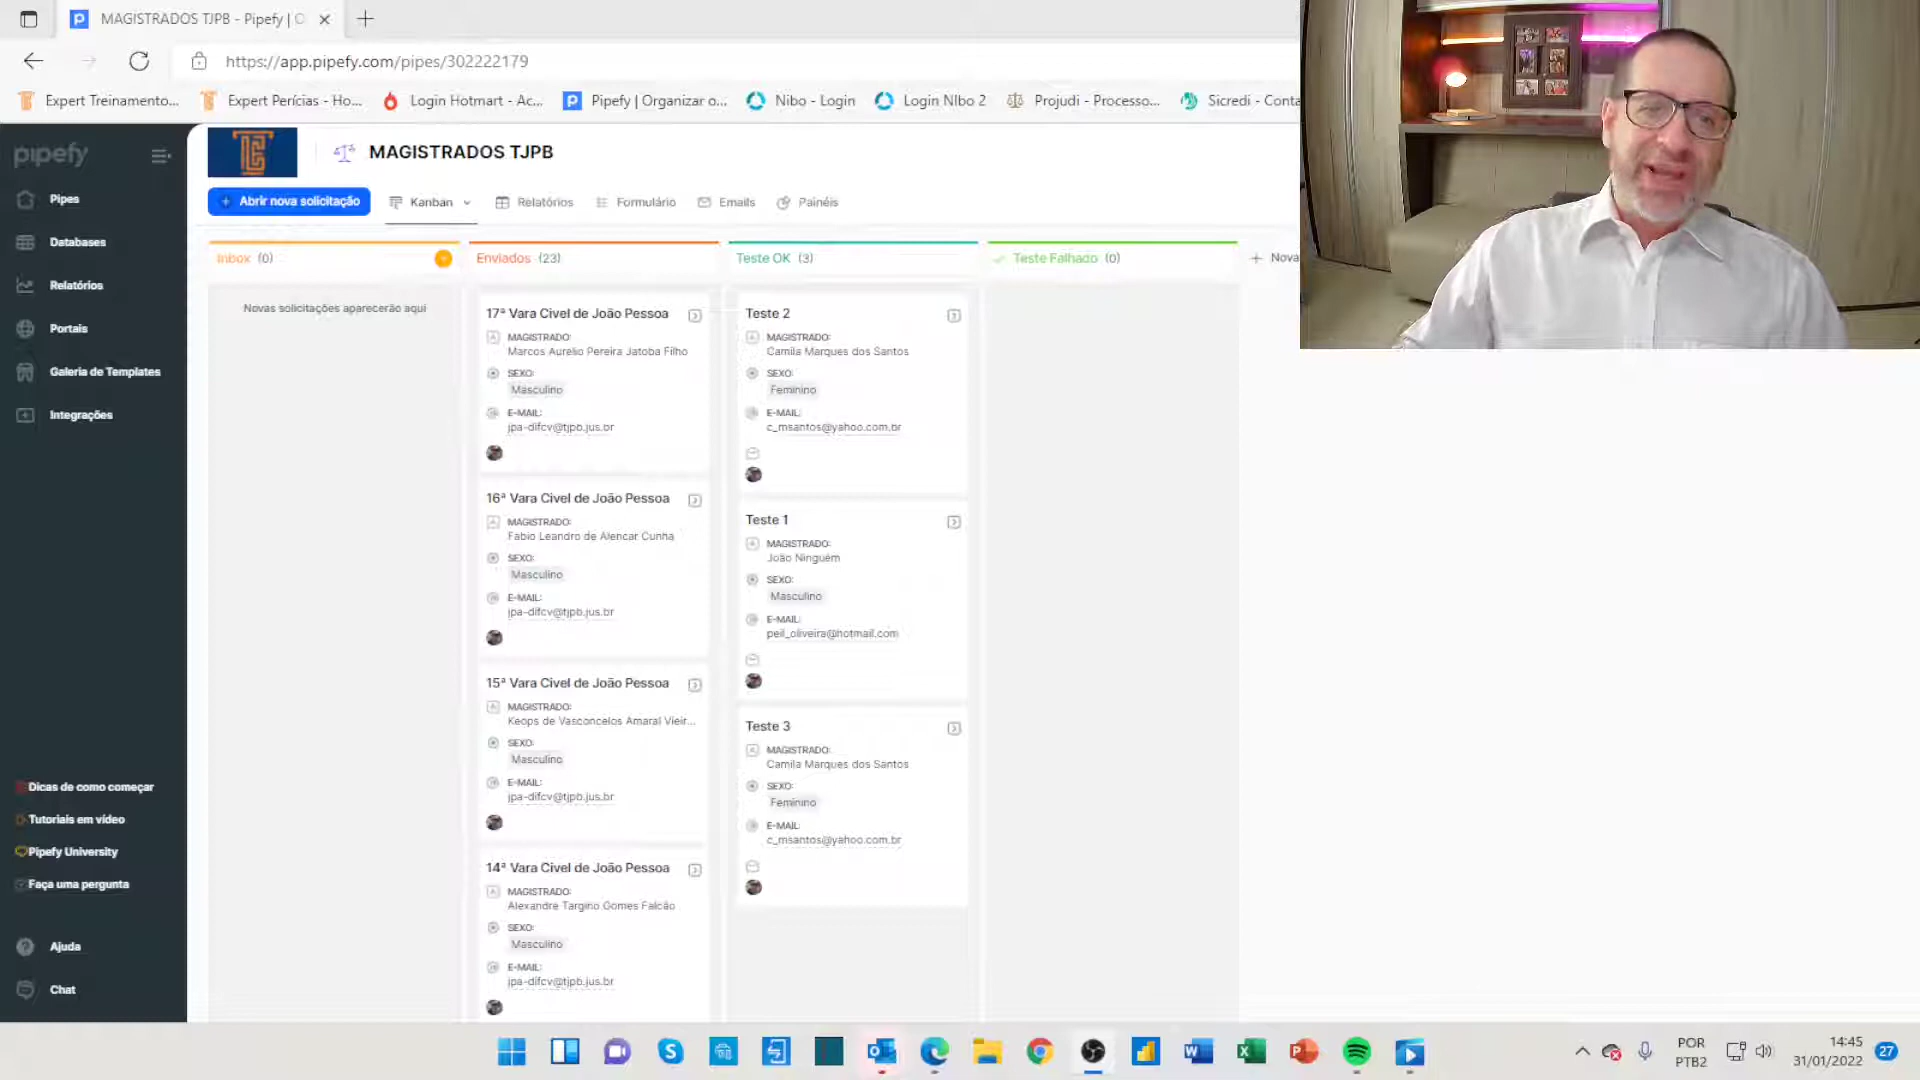 MAGISTRADOS TJPB - Pipefy | O
https://app.pipefy.com/pipes/302222179
Expert Treinamento...
Expert Perícias - Ho...
Login Hotmart - Ac...
Pipefy | Organizar o...
Nibo - Login
Login NIbo 2
Projudi - Processo...
Sicredi - Conta
pipefy
Pipes
Databases
Relatórios
Portais
Galeria de Templates
Integrações
Dicas de como começar
Tutoriais em vídeo
Pipefy University
Faça uma pergunta
Ajuda
Chat
MAGISTRADOS TJPB
+ Abrir nova solicitação
Kanban
Relatórios
Formulário
Emails
Painéis
Inbox (0)
Novas solicitações aparecerão aqui
Enviados (23)
17ª Vara Civel de João Pessoa
MAGISTRADO:
Marcos Aurelio Pereira Jatoba Filho
SEXO:
Masculino
E-MAIL:
jpa-difcv@tjpb.jus.br
16ª Vara Civel de João Pessoa
MAGISTRADO:
Fabio Leandro de Alencar Cunha
SEXO:
Masculino
E-MAIL:
jpa-difcv@tjpb.jus.br
15ª Vara Civel de João Pessoa
MAGISTRADO:
Keops de Vasconcelos Amaral Vieir...
SEXO:
Masculino
E-MAIL:
jpa-difcv@tjpb.jus.br
14ª Vara Civel de João Pessoa
MAGISTRADO:
Alexandre Targino Gomes Falcão
SEXO:
Masculino
E-MAIL:
jpa-difcv@tjpb.jus.br
Teste OK (3)
Teste 2
MAGISTRADO:
Camila Marques dos Santos
SEXO:
Feminino
E-MAIL:
c_msantos@yahoo.com.br
Teste 1
MAGISTRADO:
João Ninguém
SEXO:
Masculino
E-MAIL:
peil_oliveira@hotmail.com
Teste 3
MAGISTRADO:
Camila Marques dos Santos
SEXO:
Feminino
E-MAIL:
c_msantos@yahoo.com.br
Teste Falhado (0)
+ Nova
POR
PTB2
14:45
31/01/2022
27